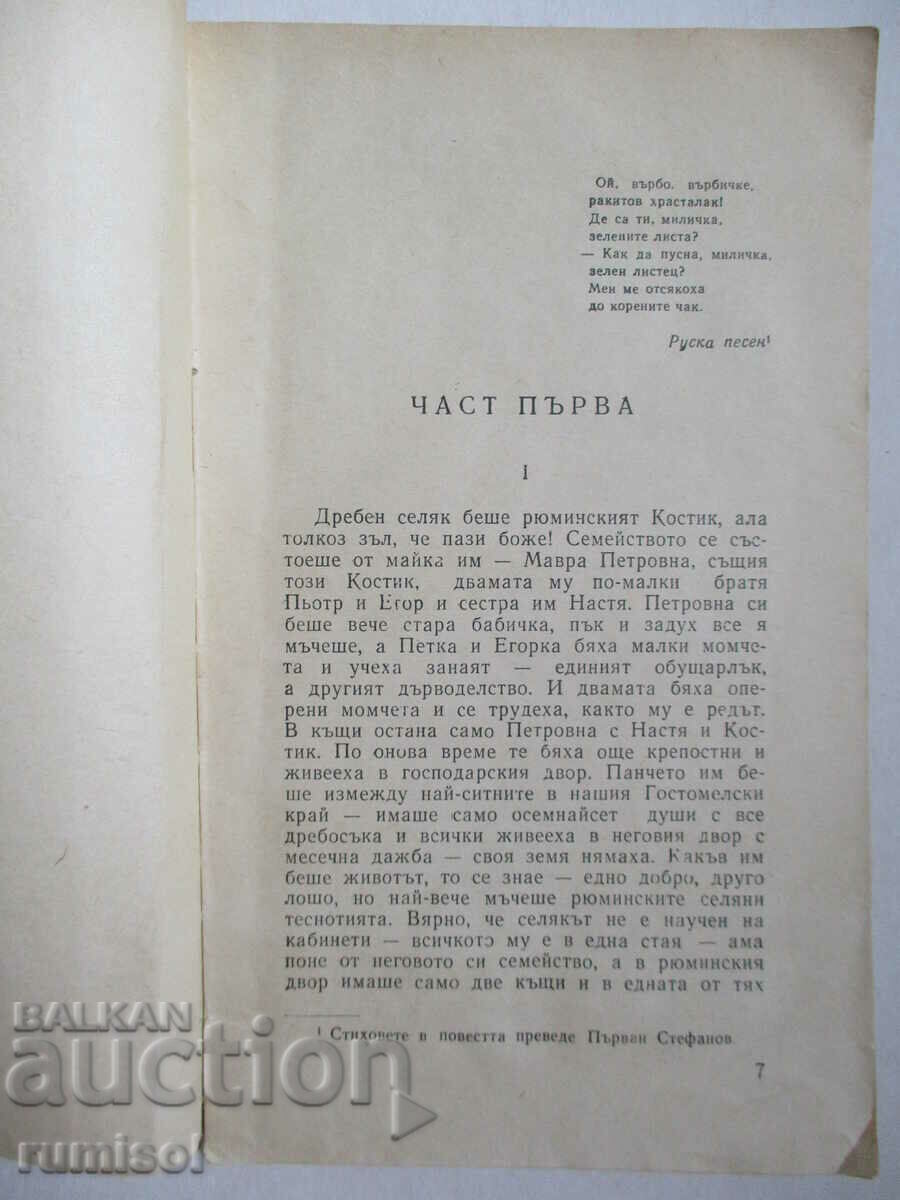 Ой, върбо, върбичке,
ракитов храсталак!
Де са ти, миличка,
зелените листа?
— Как да пусна, миличка,
зелен листец?
Мен ме отсякоха
до корените чак.
Руска песен¹
ЧАСТ ПЪРВА
I
Дребен селяк беше рюминският Костик, ала
толкоз зъл, че пази боже! Семейството се със-
тоеше от майка им — Мавра Петровна, същия
този Костик, двамата му по-малки братя
Пьотр и Егор и сестра им Настя. Петровна си
беше вече стара бабичка, пък и задух все я
мъчеше, а Петка и Егорка бяха малки момче-
та и учеха занаят — единият обущарлък,
а другият дърводелство. И двамата бяха опе-
рени момчета и се трудеха, както му е редът.
В къщи остана само Петровна с Настя и Кос-
тик. По онова време те бяха още крепостни и
живееха в господарския двор. Панчето им бе-
ше измежду най-ситните в нашия Гостомелски
край — имаше само осемнайсет души с все
дребосъка и всички живееха в неговия двор с
месечна дажба — своя земя нямаха. Какъв им
беше животът, то се знае — едно добро, друго
лошо, но най-вече мъчеше рюминските селяни
теснотията. Вярно, че селякът не е научен на
кабинети — всичкото му е в една стая — ама
поне от неговото си семейство, а в рюминския
двор имаше само две къщи и в едната от тях
¹ Стиховете в повестта преведе Първан Стефанов
7
BALKAN
auction
rumisol